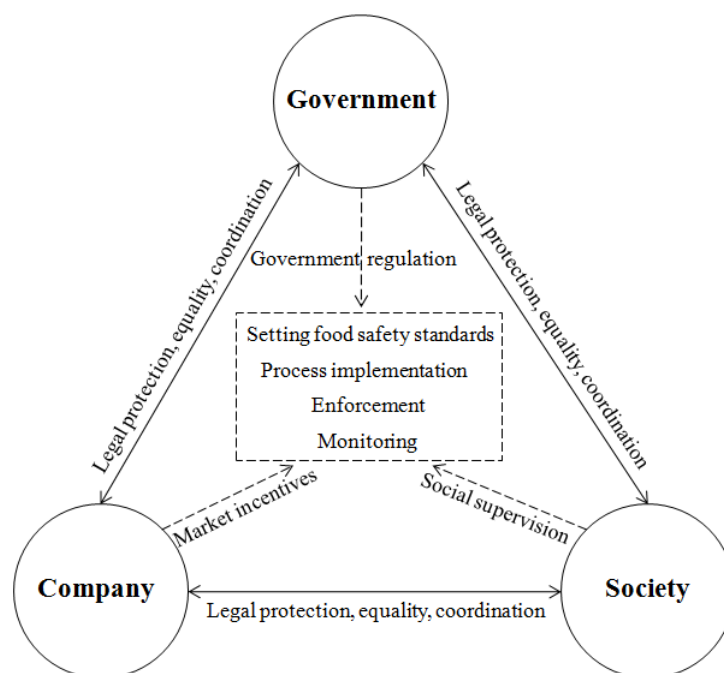 Government
Legal protection, equality, coordination
Legal protection, equality, coordination
Government regulation
Setting food safety standards
Process implementation
Enforcement
Monitoring
Market incentives
Social supervision
Company
Society
Legal protection, equality, coordination